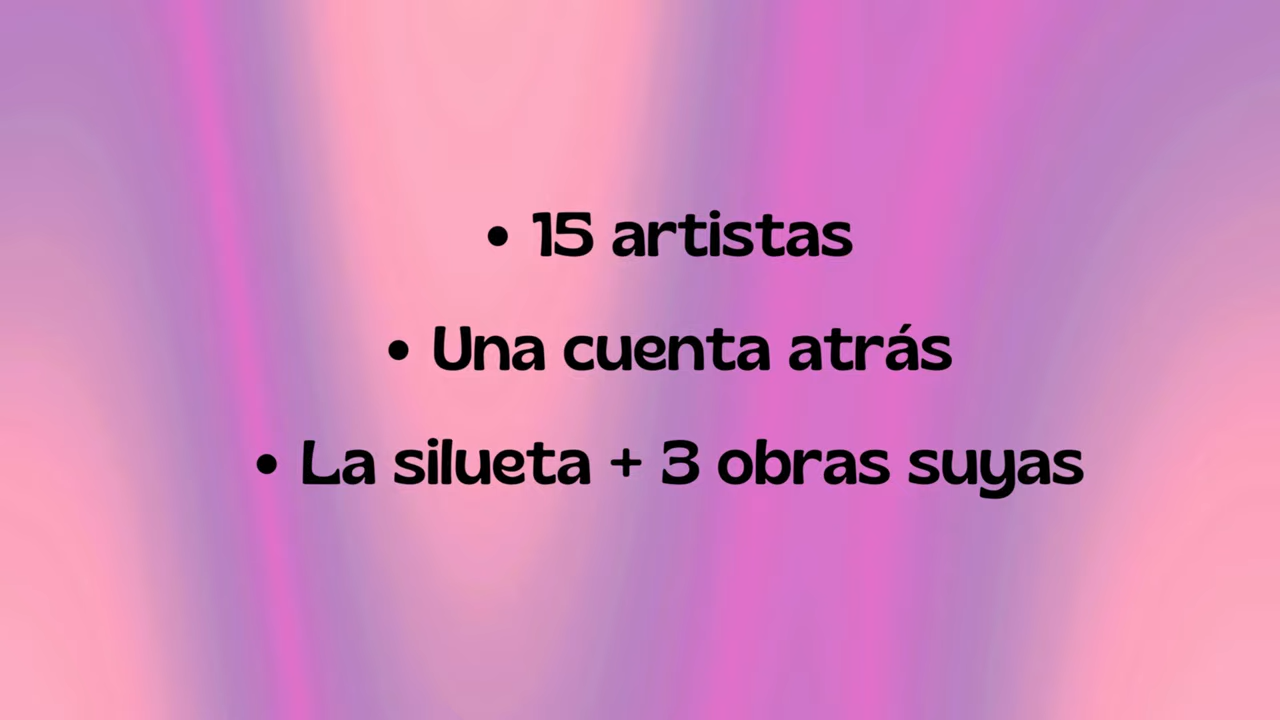 • 15 artistas
• Una cuenta atrás
• La silueta + 3 obras suyas